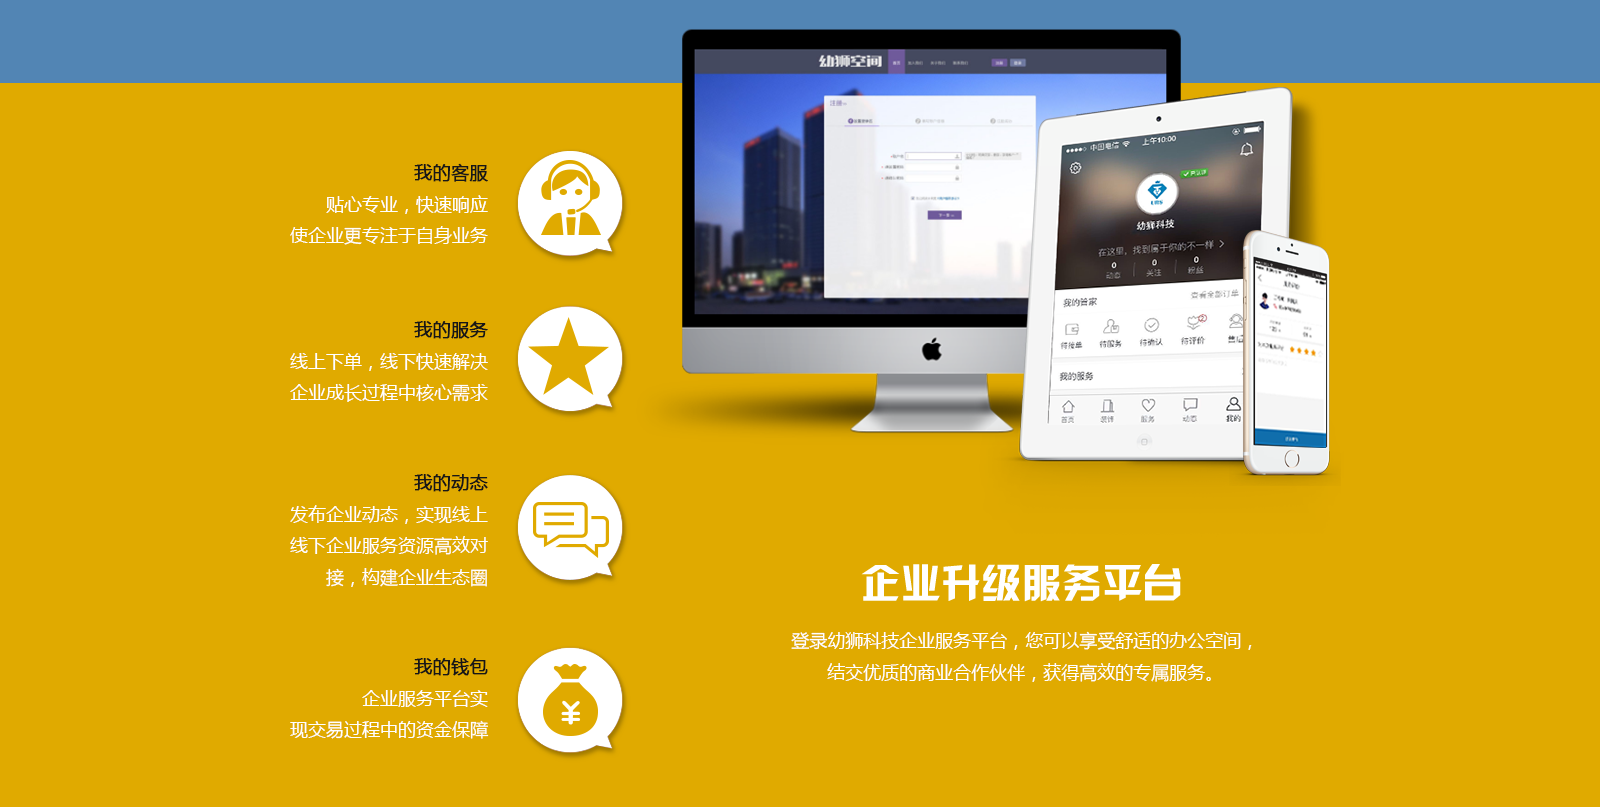 我的客服
贴心专业，快速响应
使企业更专注于自身业务
我的服务
线上下单，线下快速解决
企业成长过程中核心需求
我的动态
发布企业动态，实现线上
线下企业服务资源高效对
接，构建企业生态圈
我的钱包
企业服务平台实
现交易过程中的资金保障
幼狮空间
注册
中国电信
上午10:00
幼狮科技
在这里，找到属于你的不一样
0
0
0
动态
关注
粉丝
我的管家
查看全部订单
2
待接单
待服务
待确认
待评价
我的服务
首页
装饰
服务
动态
我的
企业升级服务平台
登录幼狮科技企业服务平台，您可以享受舒适的办公空间，
结交优质的商业合作伙伴，获得高效的专属服务。